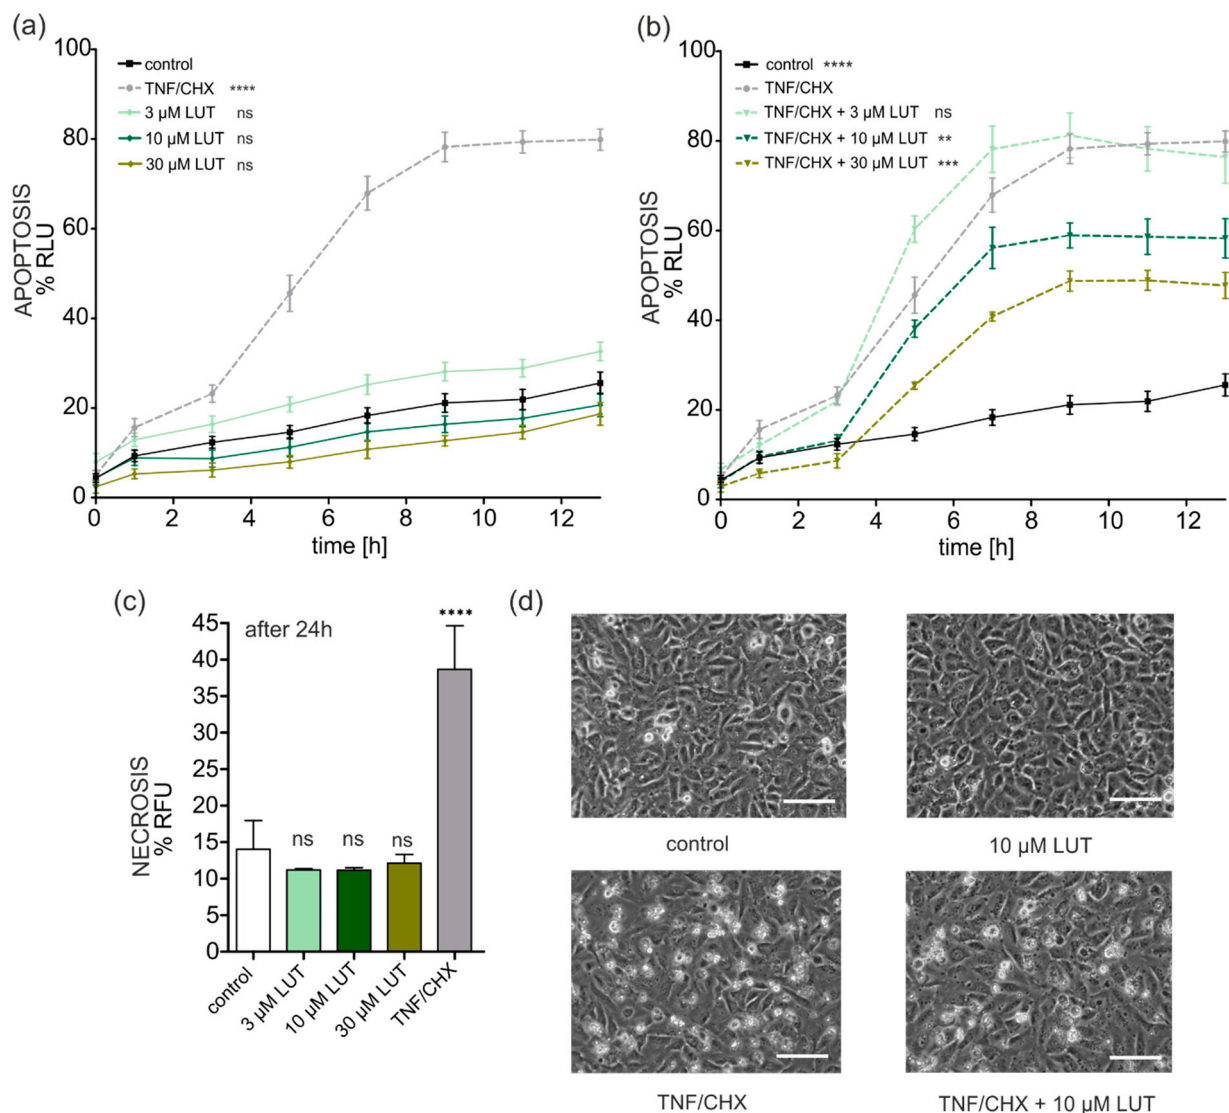 (a)
100
80
60
40
20
0
APOPTOSIS
% RLU
control
TNF/CHX ****
3 µM LUT ns
10 µM LUT ns
30 µM LUT ns
0 2 4 6 8 10 12
time [h]
(b)
100
80
60
40
20
0
APOPTOSIS
% RLU
control ****
TNF/CHX
TNF/CHX + 3 µM LUT ns
TNF/CHX + 10 µM LUT **
TNF/CHX + 30 µM LUT ***
0 2 4 6 8 10 12
time [h]
(c)
45
40
35
30
25
20
15
10
5
0
NECROSIS
% RFU
after 24h
****
ns ns ns
control
3 µM LUT
10 µM LUT
30 µM LUT
TNF/CHX
(d)
control
10 µM LUT
TNF/CHX
TNF/CHX + 10 µM LUT